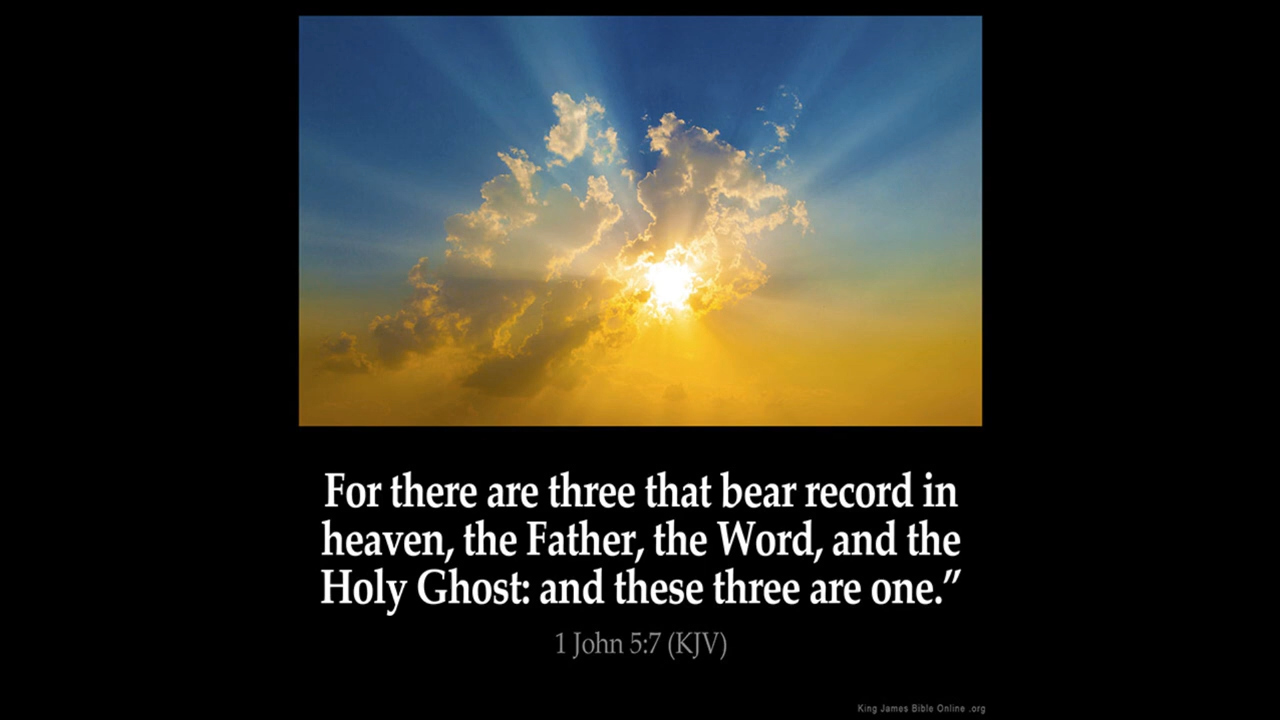 For there are three that bear record in
heaven, the Father, the Word, and the
Holy Ghost: and these three are one.”
1 John 5:7 (KJV)
King James Bible Online .org